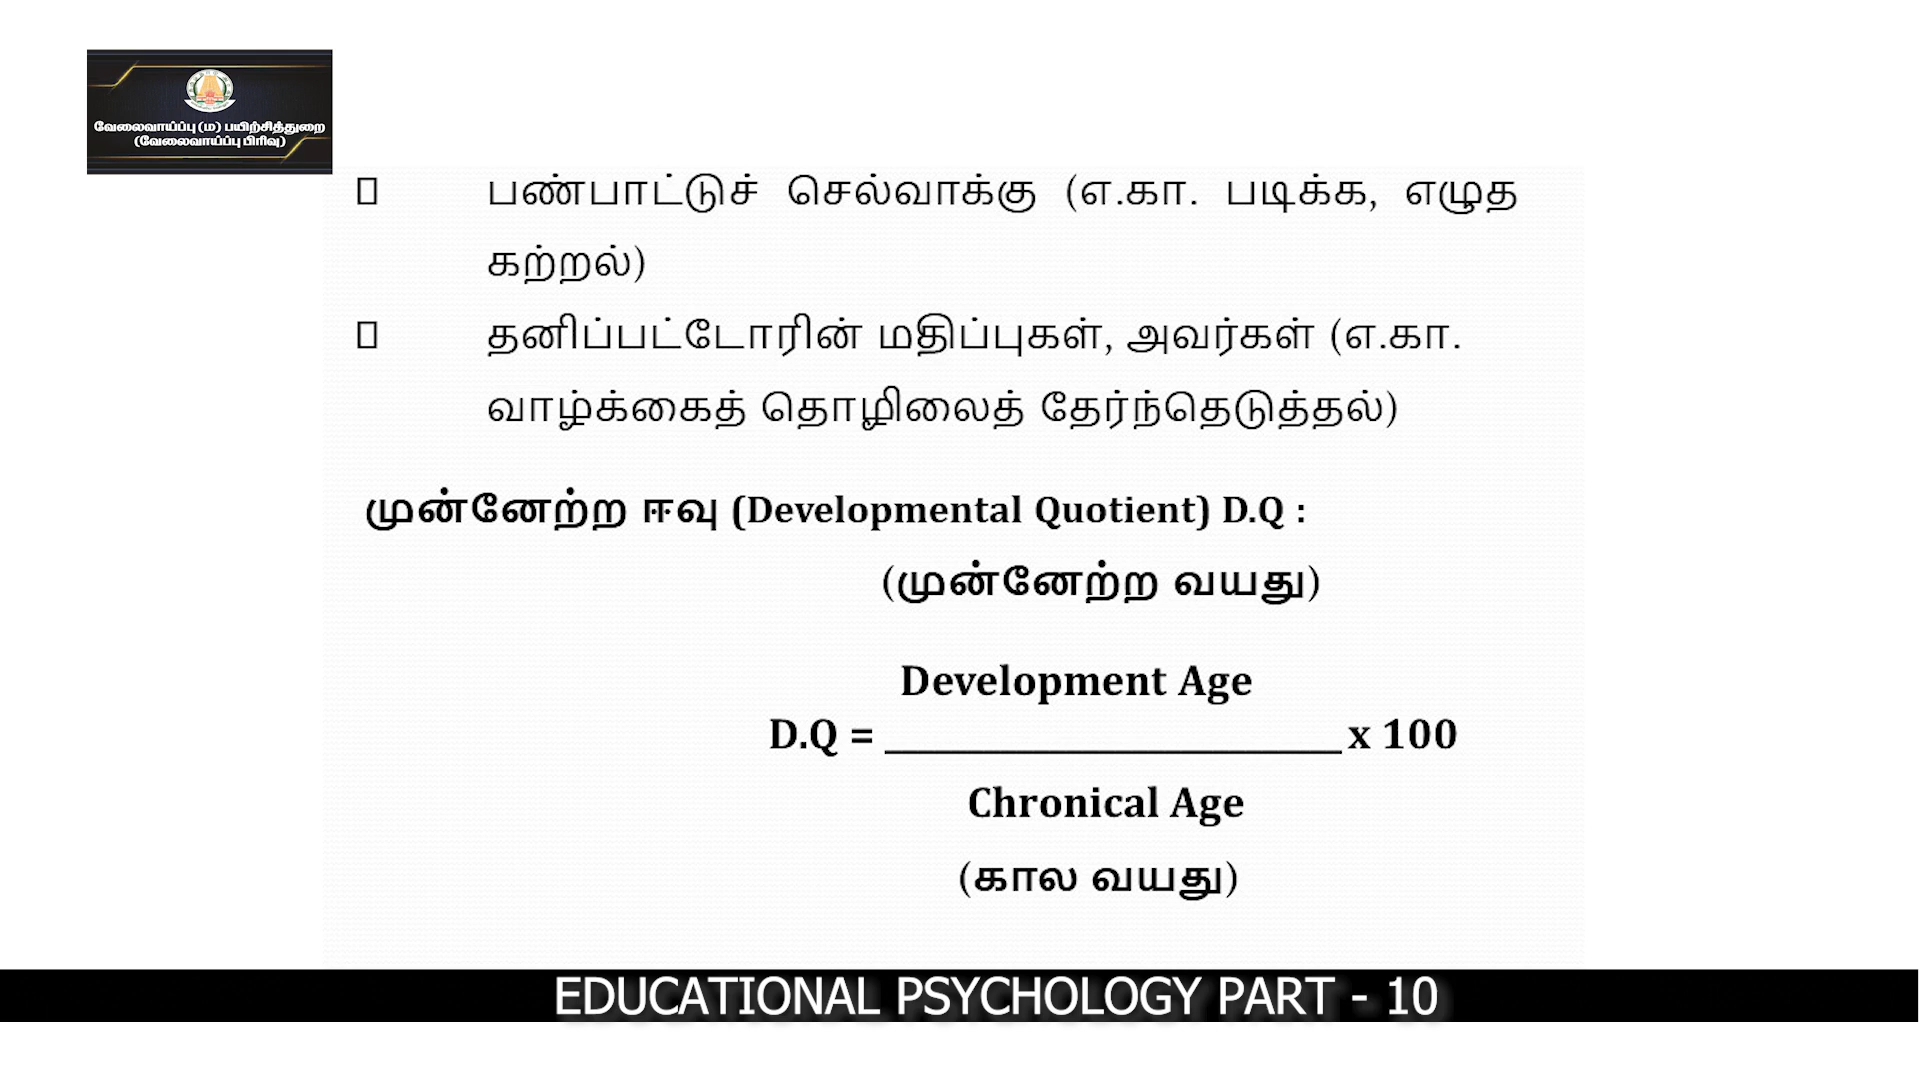 வேலைவாய்ப்பு (ம) பயிற்சித்துறை
(வேலைவாய்ப்பு பிரிவு)
பண்பாட்டுச் செல்வாக்கு (எ.கா. படிக்க, எழுத
கற்றல்)
தனிப்பட்டோரின் மதிப்புகள், அவர்கள் (எ.கா.
வாழ்க்கைத் தொழிலைத் தேர்ந்தெடுத்தல்)
முன்னேற்ற ஈவு (Developmental Quotient) D.Q :
(முன்னேற்ற வயது)
Development Age
D.Q = ______________________ x 100
Chronical Age
(கால வயது)
EDUCATIONAL PSYCHOLOGY PART - 10